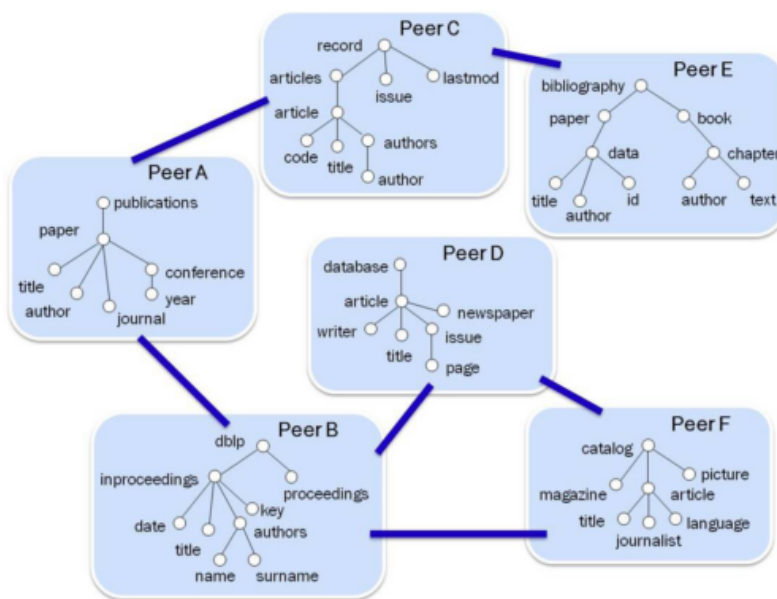 Peer C
record
articles
issue
lastmod
article
code
title
authors
author
Peer E
bibliography
paper
book
data
chapter
title
author
id
author
text
Peer A
publications
paper
title
author
journal
conference
year
Peer D
database
article
newspaper
writer
title
issue
page
Peer B
dblp
inproceedings
proceedings
key
date
title
authors
name
surname
Peer F
catalog
picture
magazine
article
title
journalist
language